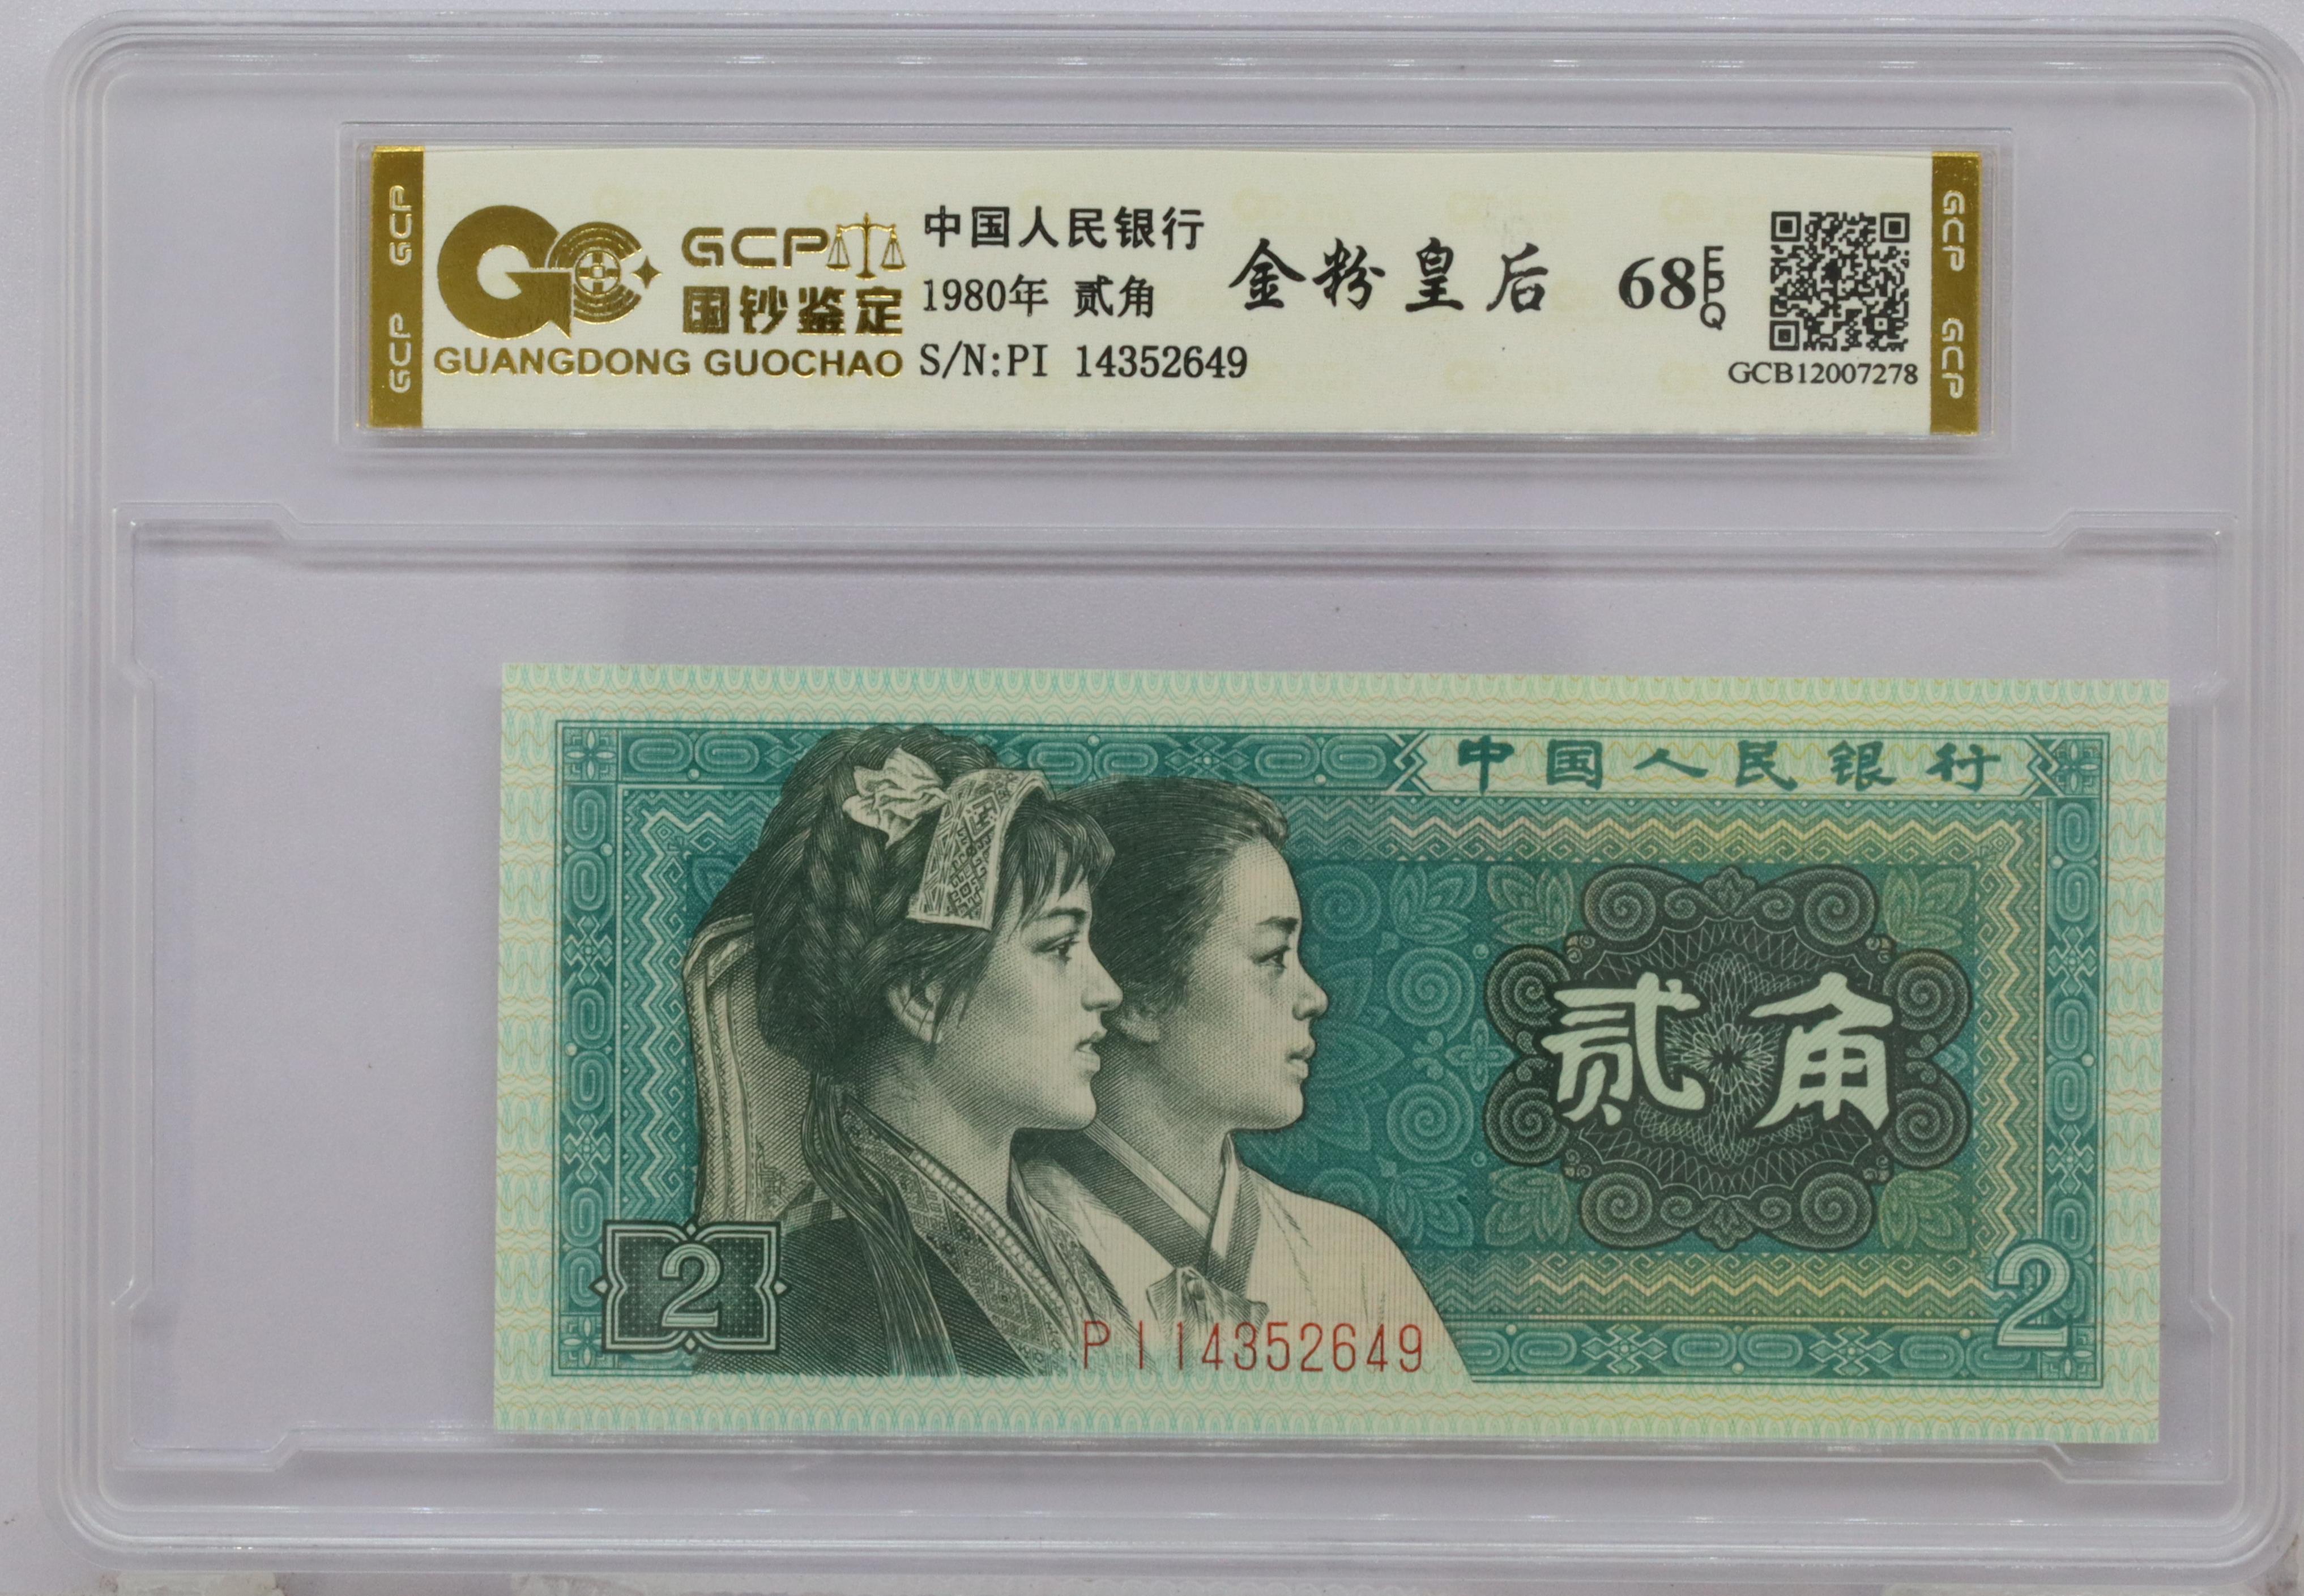 GCP GCP
GCP
国钞鉴定
GUANGDONG GUOCHAO
中国人民银行
1980年 贰角
S/N:PI 14352649
金粉皇后
68 EPQ
GCB12007278
GCP GCP
中国人民银行
贰角
2
2
PI 14352649